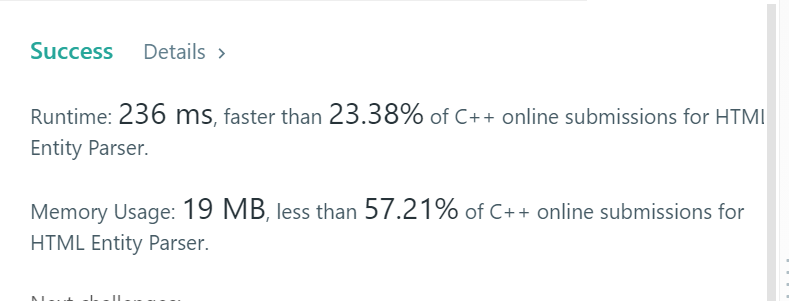 Success Details >
Runtime: 236 ms, faster than 23.38% of C++ online submissions for HTML
Entity Parser.
Memory Usage: 19 MB, less than 57.21% of C++ online submissions for
HTML Entity Parser.
Next challenges: